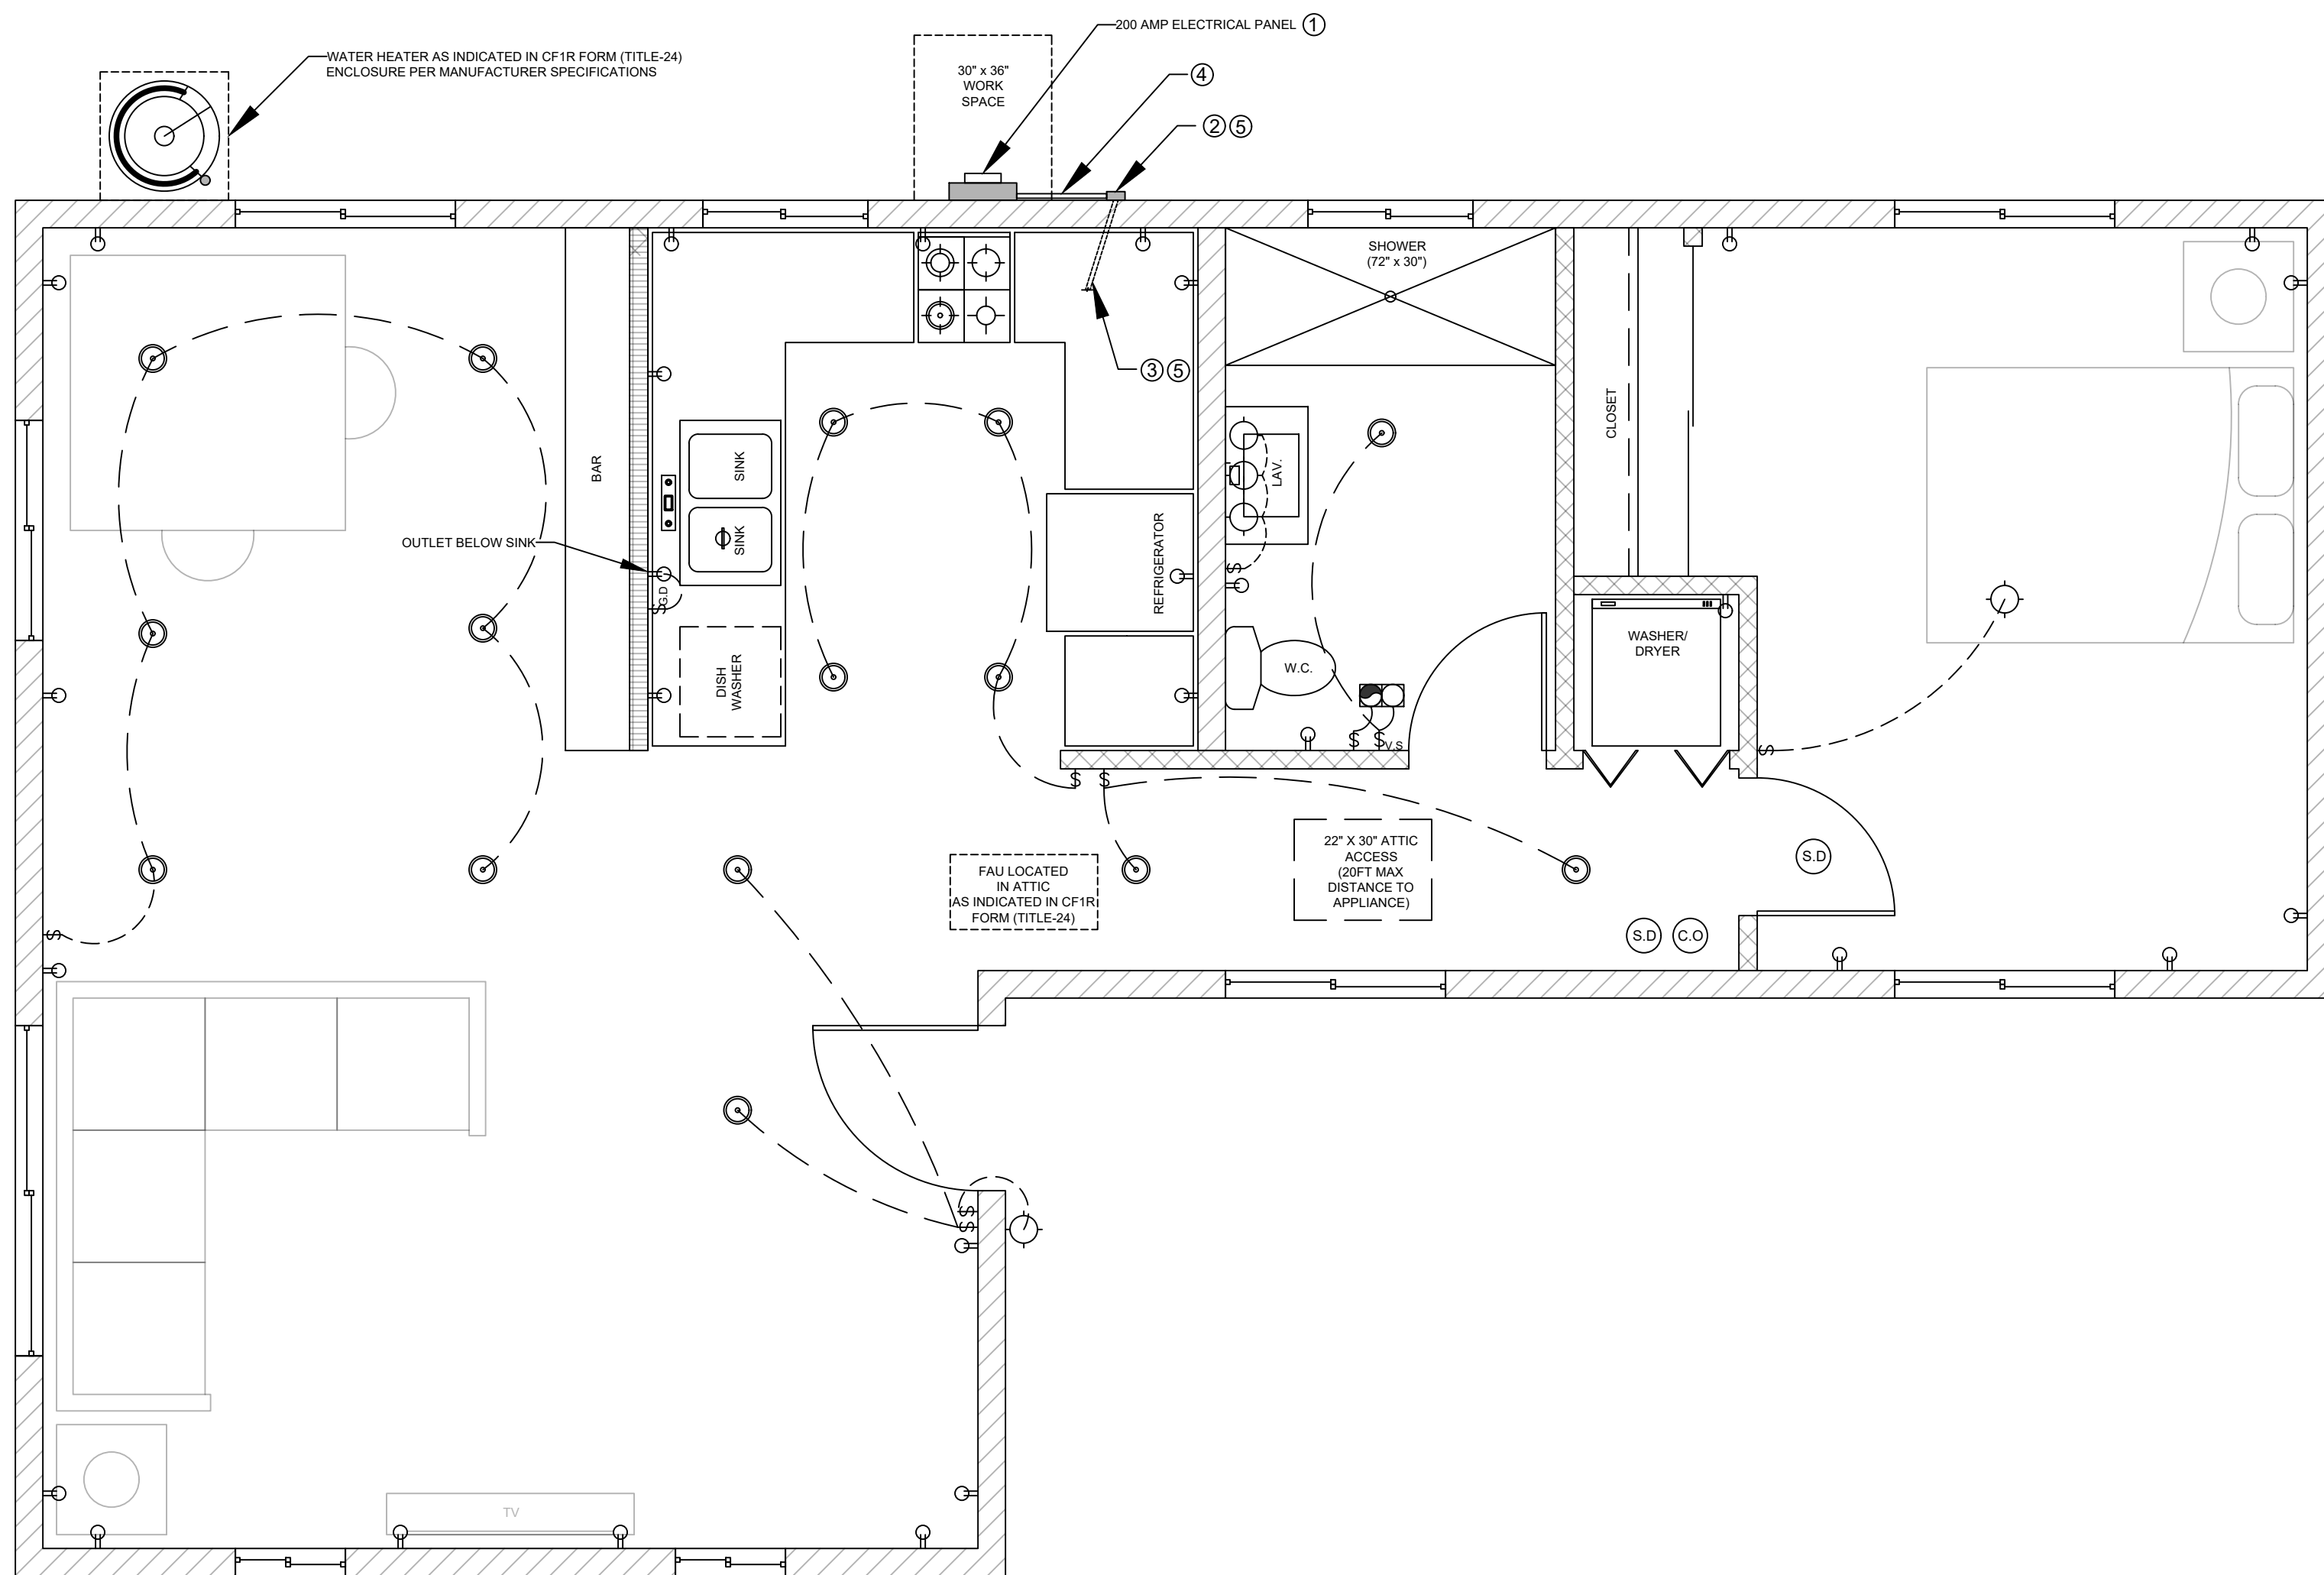 200 AMP ELECTRICAL PANEL 1
WATER HEATER AS INDICATED IN CF1R FORM (TITLE-24)
ENCLOSURE PER MANUFACTURER SPECIFICATIONS
30" x 36"
WORK
SPACE
4
2 5
SHOWER
(72" x 30")
3 5
CLOSET
BAR
SINK
SINK
LAV.
OUTLET BELOW SINK
G.D
$
$
REFRIGERATOR
DISH
WASHER
W.C.
WASHER/
DRYER
$ $ V.S
$
$ $
22" X 30" ATTIC
ACCESS
(20FT MAX
DISTANCE TO
APPLIANCE)
S.D
FAU LOCATED
IN ATTIC
AS INDICATED IN CF1R
FORM (TITLE-24)
$
S.D C.O
$
$
TV